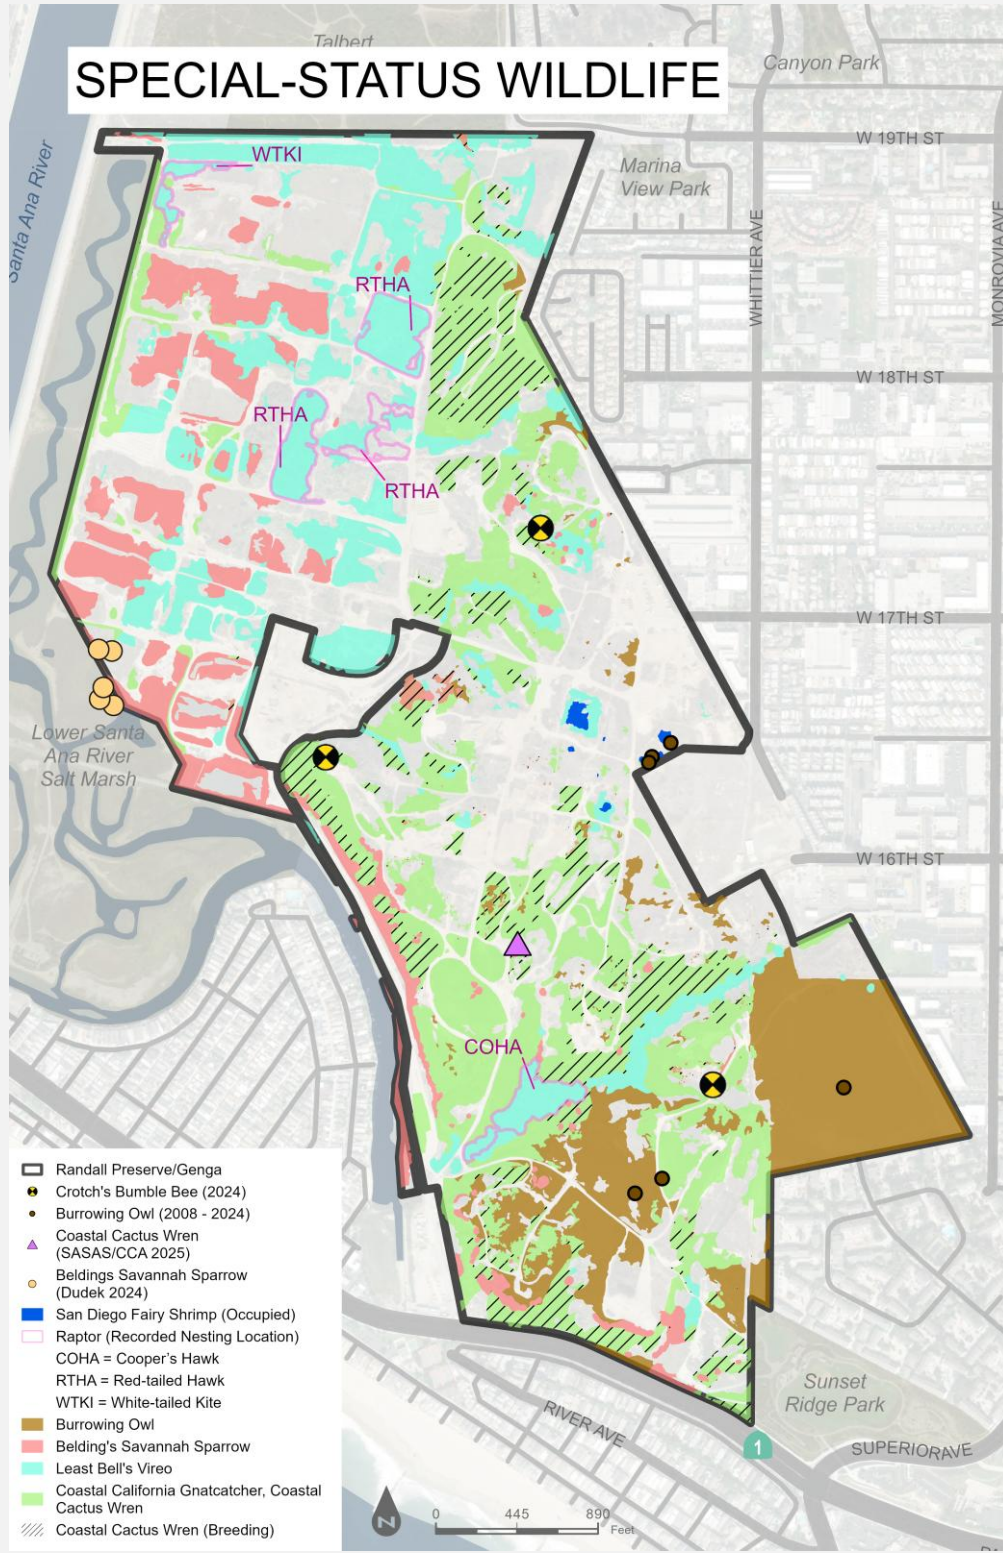 Talbert
SPECIAL-STATUS WILDLIFE
Canyon Park
W 19TH ST
Santa Ana River
WTKI
Marina
View Park
WHITTIER AVE
MONROVIA AVE
RTHA
W 18TH ST
RTHA
RTHA
W 17TH ST
Lower Santa
Ana River
Salt Marsh
W 16TH ST
COHA
Randall Preserve/Genga
Crotch's Bumble Bee (2024)
Burrowing Owl (2008 - 2024)
Coastal Cactus Wren
(SASAS/CCA 2025)
Beldings Savannah Sparrow
(Dudek 2024)
San Diego Fairy Shrimp (Occupied)
Raptor (Recorded Nesting Location)
COHA = Cooper's Hawk
RTHA = Red-tailed Hawk
WTKI = White-tailed Kite
Burrowing Owl
Belding's Savannah Sparrow
Least Bell's Vireo
Coastal California Gnatcatcher, Coastal
Cactus Wren
Coastal Cactus Wren (Breeding)
Sunset
Ridge Park
RIVER AVE
1
SUPERIORAVE
N
0 445 890
Feet